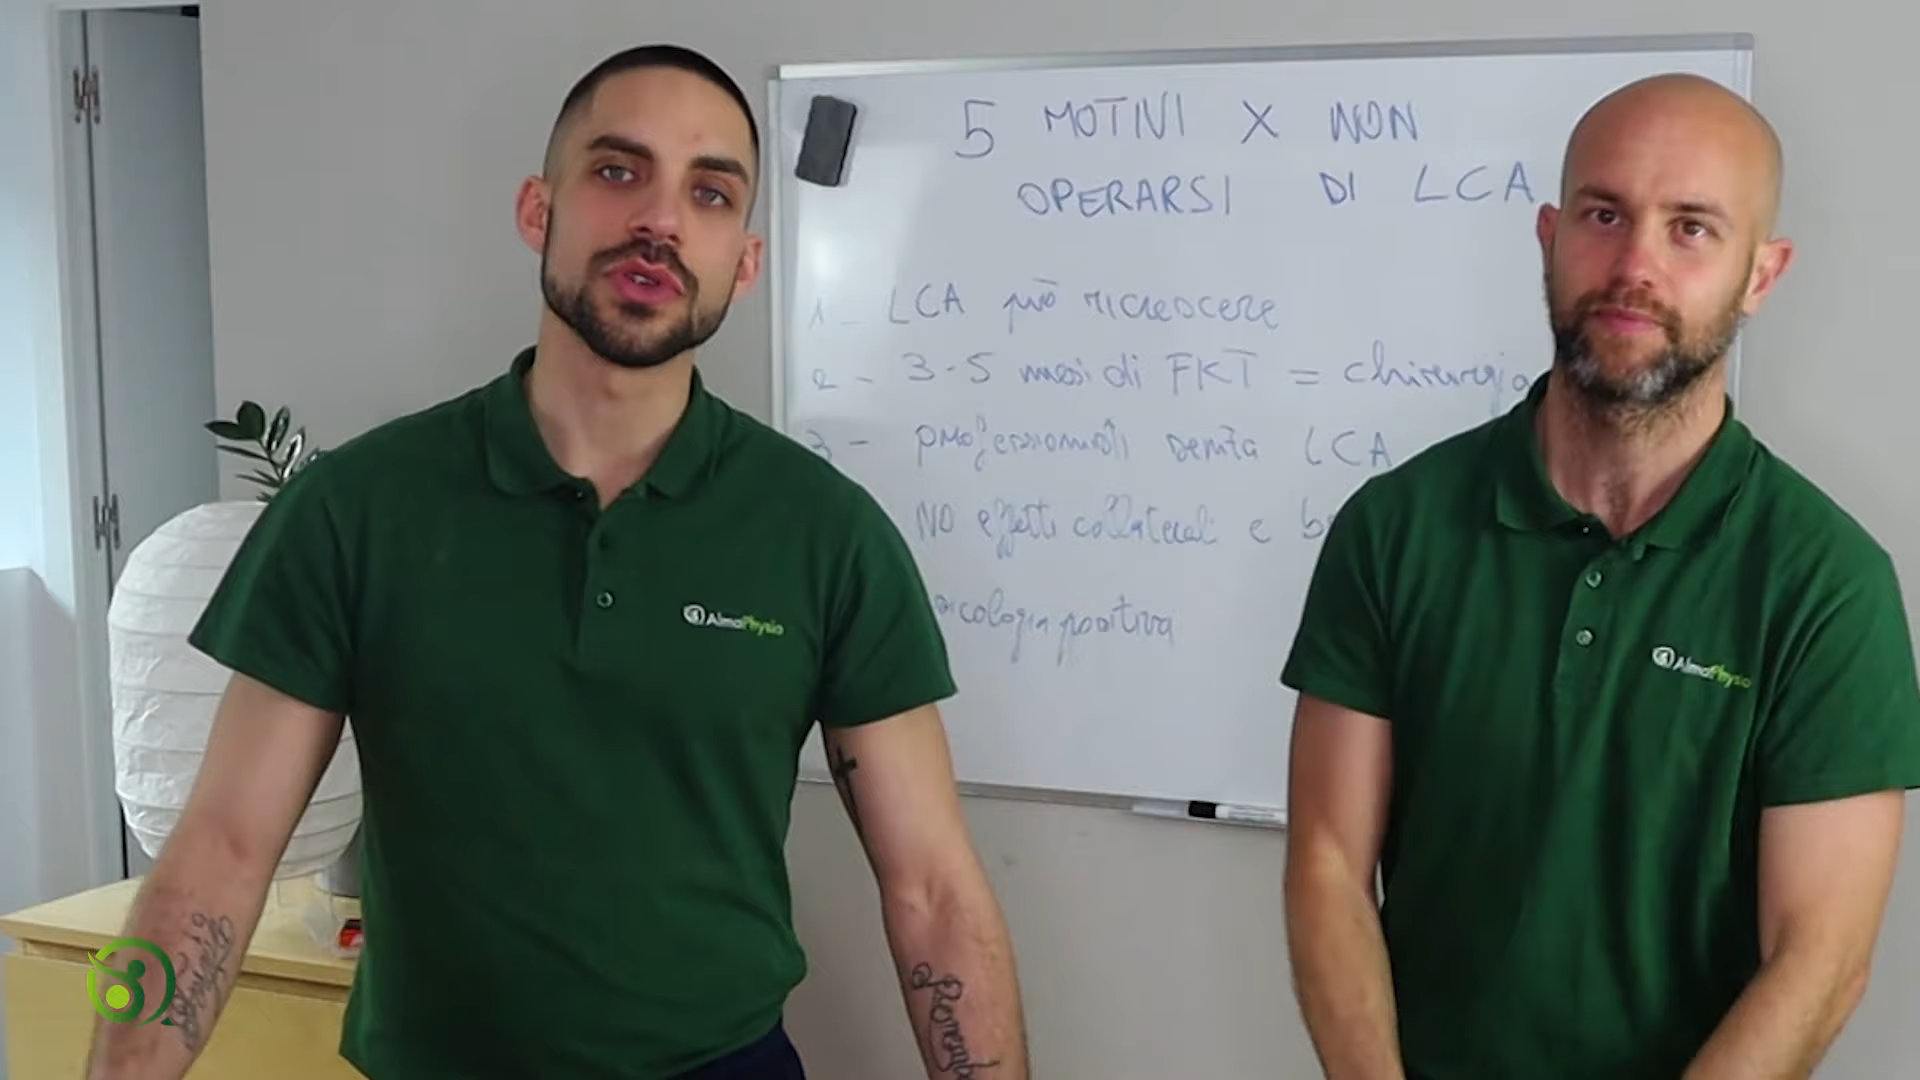 5 MOTIVI X NON
OPERARSI DI LCA
1 - LCA può ricrescere
2 - 3-5 mesi di FKT = chirurgia
3 - professionisti senza LCA
NO effetti collaterali e
psicologia positiva
AlmaPhysio
AlmaPhysio